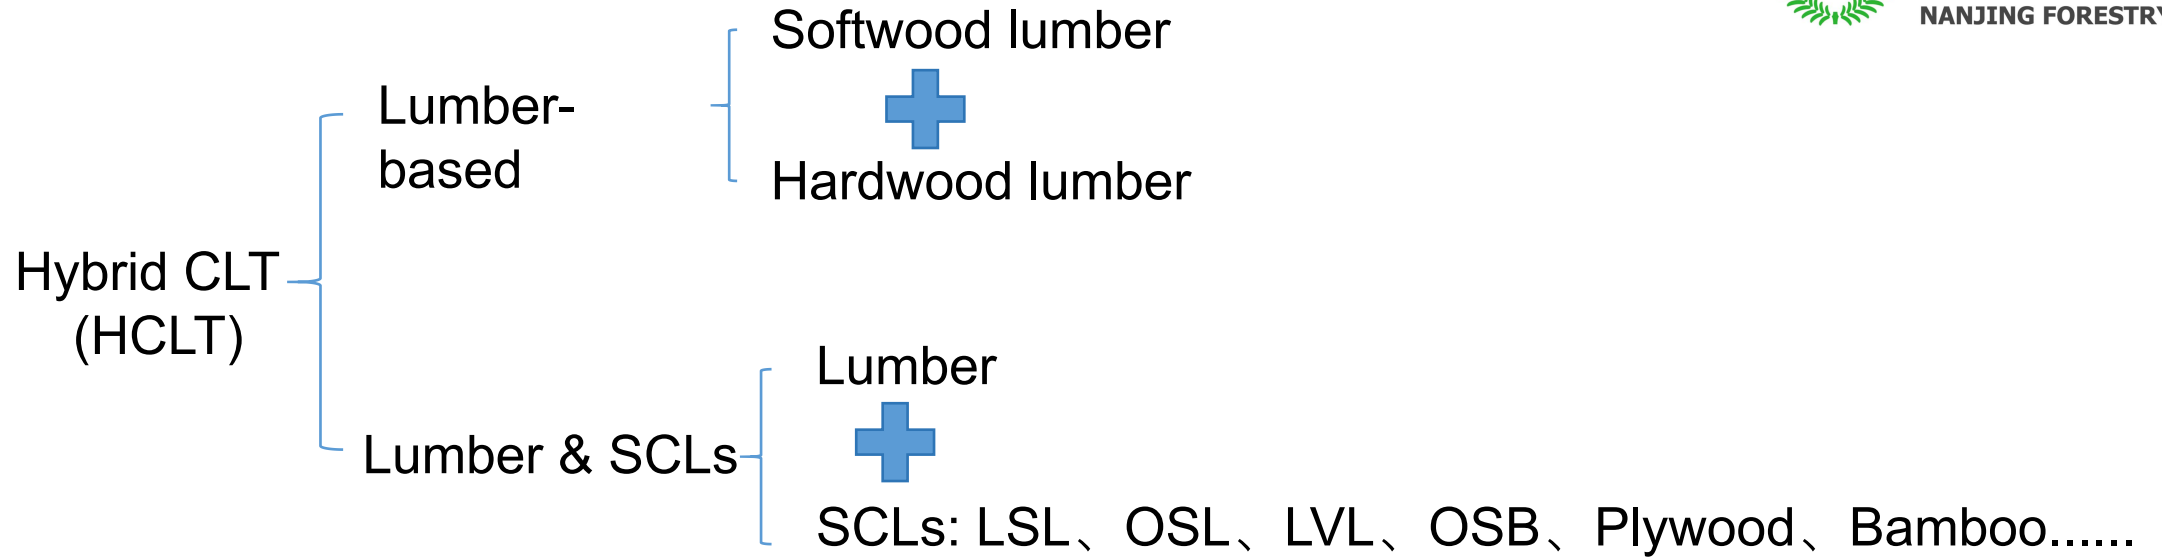 NANJING FORESTRY
Softwood lumber
Lumber-
based
Hardwood lumber
Hybrid CLT
(HCLT)
Lumber
Lumber & SCLs
SCLs: LSL、OSL、LVL、OSB、Plywood、Bamboo......